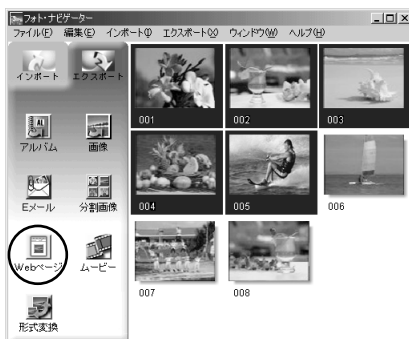 フォト・ナビゲーター
ファイル(F) 編集(E) インポート(I) エクスポート(X) ウィンドウ(W) ヘルプ(H)
インポート エクスポート
アルバム 画像
Eメール 分割画像
Webページ ムービー
形式変換
001 002 003
004 005 006
007 008